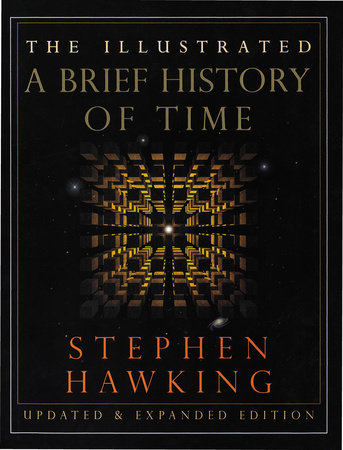 THE ILLUSTRATED
A BRIEF HISTORY
OF TIME
STEPHEN
HAWKING
UPDATED & EXPANDED EDITION